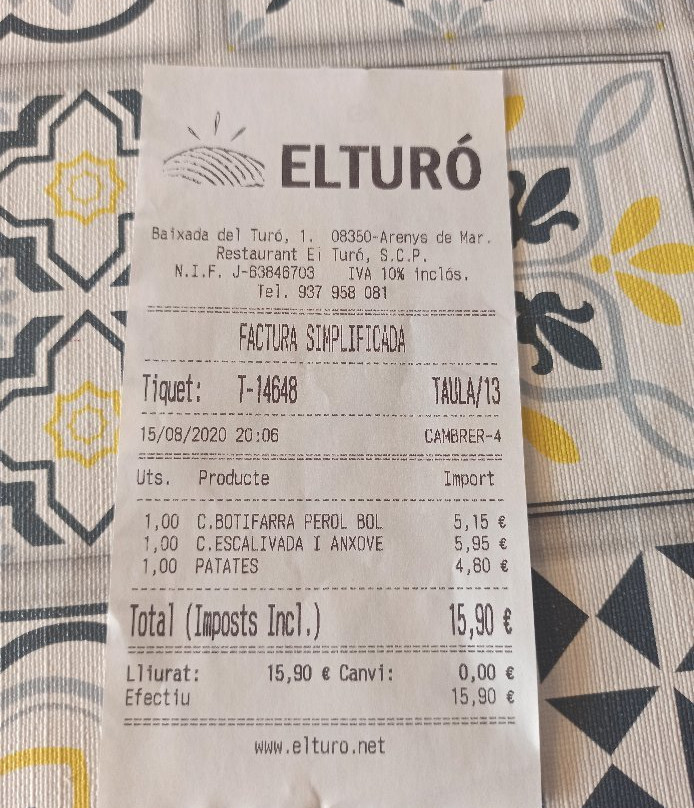 ELTURÓ
Baixada del Turó, 1. 08350-Arenys de Mar.
Restaurant El Turó, S.C.P.
N.I.F. J-63846703 IVA 10% inclós.
Tel. 937 958 081
FACTURA SIMPLIFICADA
Tiquet: T-14648 TAULA/13
15/08/2020 20:06 CAMBRER-4
Uts. Producte Import
1,00 C.BOTIFARRA PEROL BOL 5,15 €
1,00 C.ESCALIVADA I ANXOVE 5,95 €
1,00 PATATES 4,80 €
Total (Imposts Incl.) 15,90 €
Lliurat: 15,90 € Canvi: 0,00 €
Efectiu 15,90 €
www.elturo.net